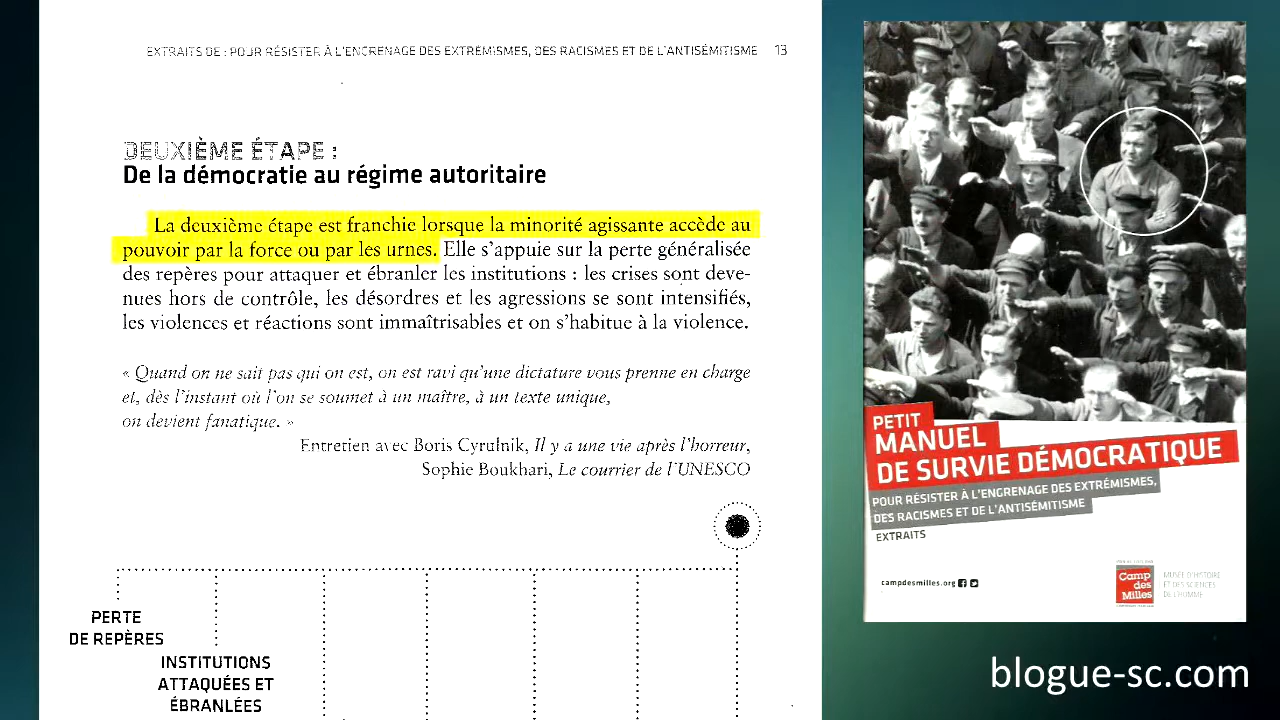 EXTRAITS DE : POUR RÉSISTER À L'ENGRENAGE DES EXTRÉMISMES, DES RACISMES ET DE L'ANTISÉMITISME 13
DEUXIÈME ÉTAPE :
De la démocratie au régime autoritaire
La deuxième étape est franchie lorsque la minorité agissante accède au
pouvoir par la force ou par les urnes. Elle s'appuie sur la perte généralisée
des repères pour attaquer et ébranler les institutions : les crises sont deve-
nues hors de contrôle, les désordres et les agressions se sont intensifiés,
les violences et réactions sont immaîtrisables et on s'habitue à la violence.
« Quand on ne sait pas qui on est, on est ravi qu'une dictature vous prenne en charge
et, dès l'instant où l'on se soumet à un maître, à un texte unique,
on devient fanatique. »
Entretien avec Boris Cyrulnik, Il y a une vie après l'horreur,
Sophie Boukhari, Le courrier de l'UNESCO
PERTE
DE REPÈRES
INSTITUTIONS
ATTAQUÉES ET
ÉBRANLÉES
PETIT
MANUEL
DE SURVIE DÉMOCRATIQUE
POUR RÉSISTER À L'ENGRENAGE DES EXTRÉMISMES,
DES RACISMES ET DE L'ANTISÉMITISME
EXTRAITS
campdesmilles.org
Camp
des
Milles
MUSÉE D'HISTOIRE
ET DES SCIENCES
DE L'HOMME
blogue-sc.com